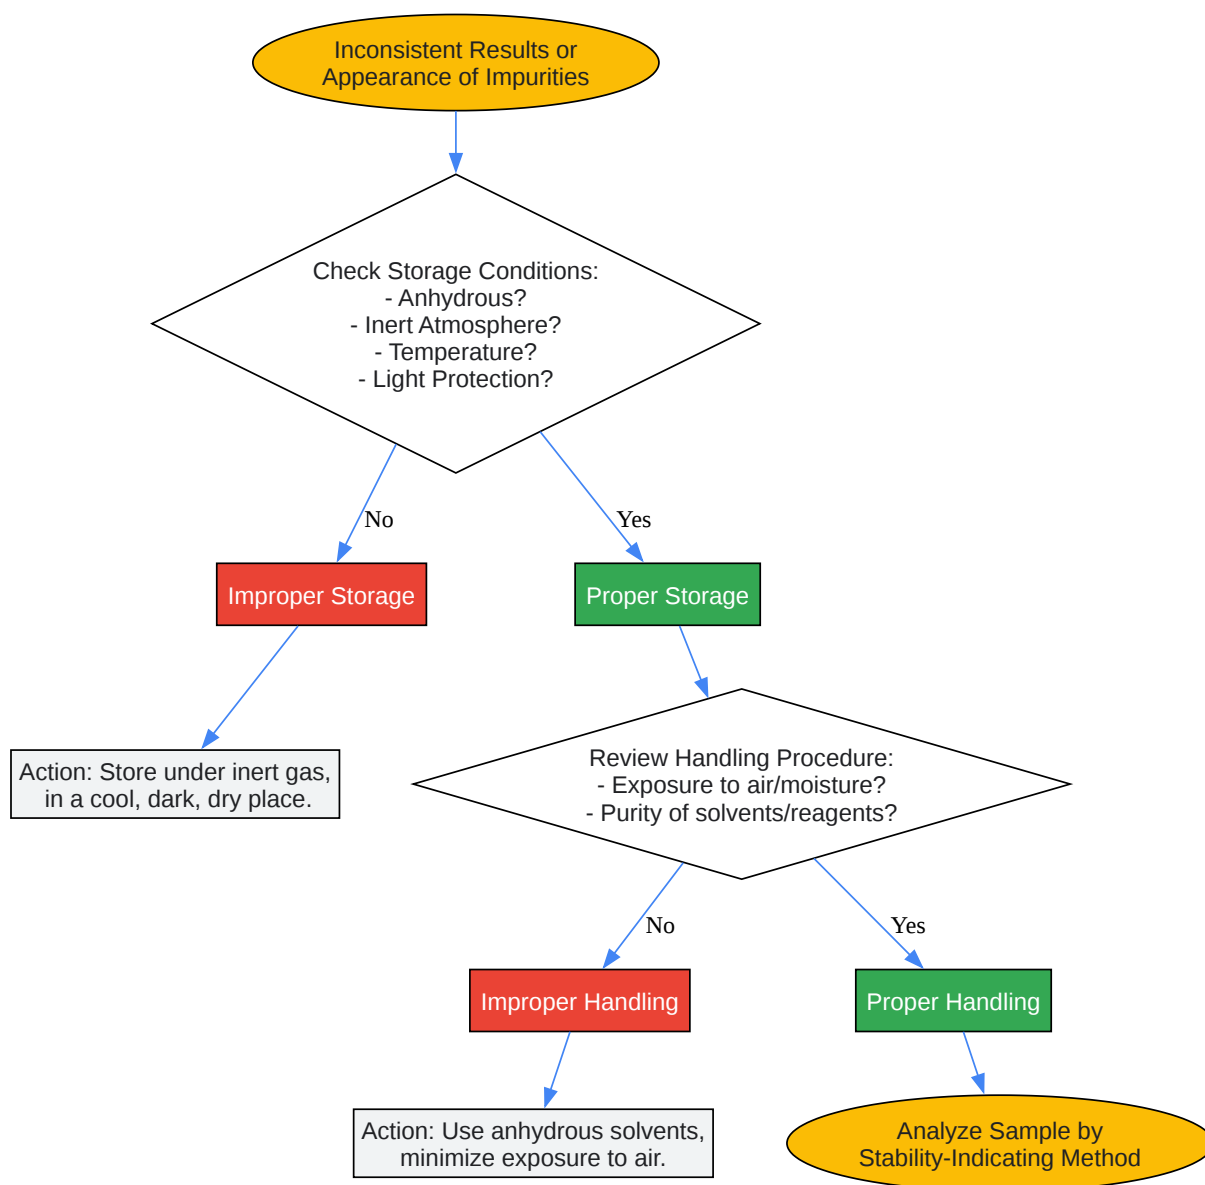 Inconsistent Results or
Appearance of Impurities
Check Storage Conditions:
- Anhydrous?
- Inert Atmosphere?
- Temperature?
- Light Protection?
No
Yes
Improper Storage
Proper Storage
Action: Store under inert gas,
in a cool, dark, dry place.
Review Handling Procedure:
- Exposure to air/moisture?
- Purity of solvents/reagents?
No
Yes
Improper Handling
Proper Handling
Action: Use anhydrous solvents,
minimize exposure to air.
Analyze Sample by
Stability-Indicating Method